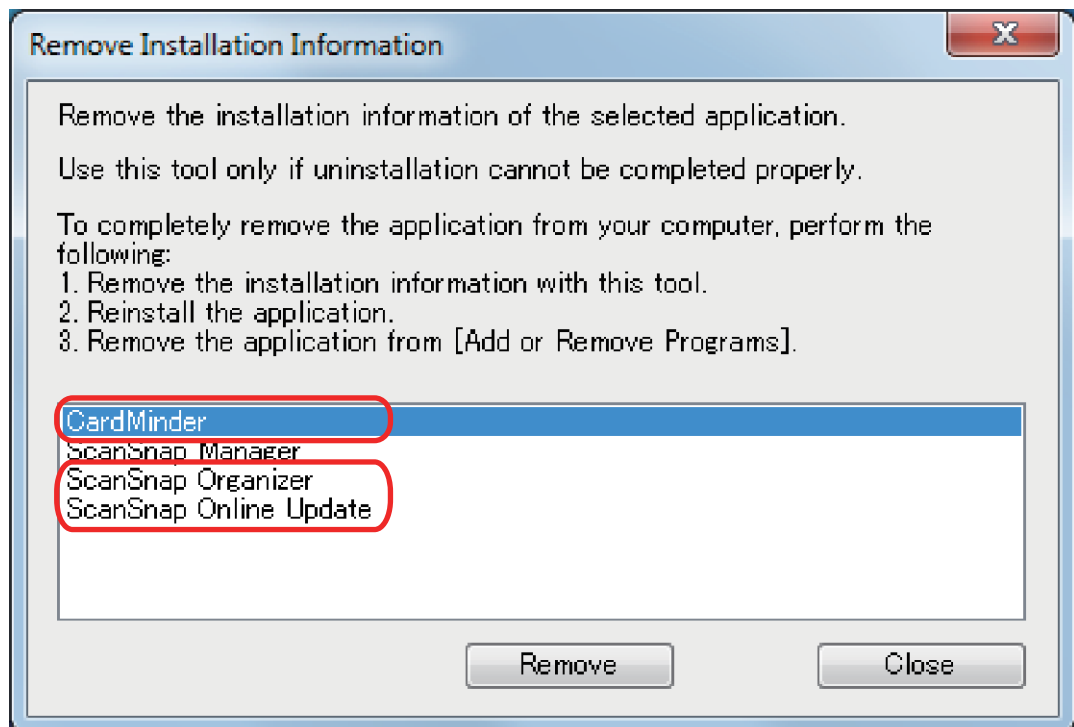 Remove Installation Information
Remove the installation information of the selected application.
Use this tool only if uninstallation cannot be completed properly.
To completely remove the application from your computer, perform the
following:
1. Remove the installation information with this tool.
2. Reinstall the application.
3. Remove the application from [Add or Remove Programs].
CardMinder
ScanSnap Manager
ScanSnap Organizer
ScanSnap Online Update
Remove
Close